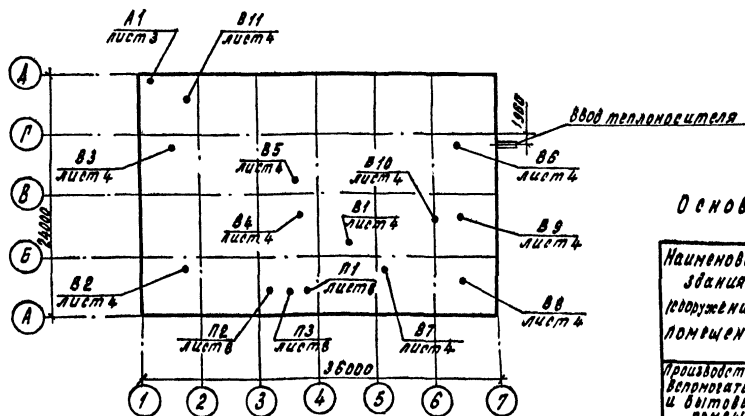 А1
лист 3
В11
лист 4
А
Г
В
Б
А
24000
1960
Ввод теплоносителя
В3
лист 4
В5
лист 4
В10
лист 4
В6
лист 4
В4
лист 4
В1
лист 4
В9
лист 4
В2
лист 4
П2
лист 8
П3
лист 8
П1
лист 8
В7
лист 4
В8
лист 4
36000
1 2 3 4 5 6 7
Основ
Наименов
здания
(сооружени
помещен
Производст
Вспомогат
и бытов